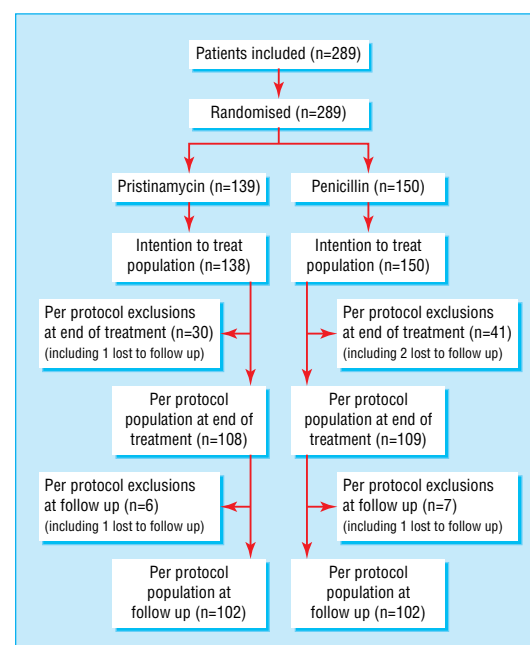 Patients included (n=289)
Randomised (n=289)
Pristinamycin (n=139)
Penicillin (n=150)
Intention to treat
population (n=138)
Intention to treat
population (n=150)
Per protocol exclusions
at end of treatment (n=30)
(including 1 lost to follow up)
Per protocol exclusions
at end of treatment (n=41)
(including 2 lost to follow up)
Per protocol
population at end of
treatment (n=108)
Per protocol
population at end of
treatment (n=109)
Per protocol exclusions
at follow up (n=6)
(including 1 lost to follow up)
Per protocol exclusions
at follow up (n=7)
(including 1 lost to follow up)
Per protocol
population at
follow up (n=102)
Per protocol
population at
follow up (n=102)